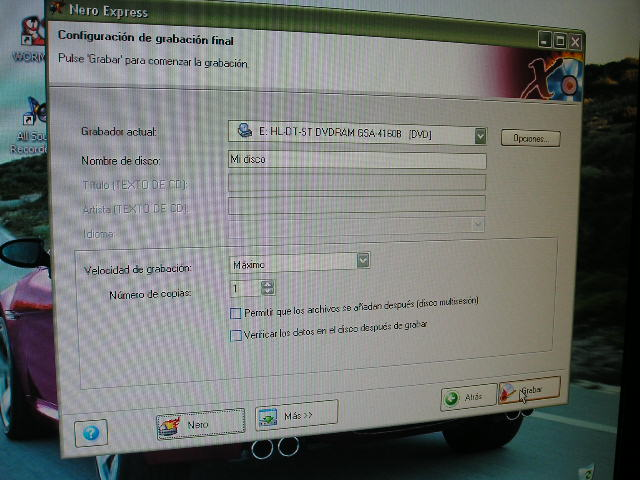 Nero Express
Configuración de grabación final
Pulse 'Grabar' para comenzar la grabación.
Grabador actual:
E: HL-DT-ST DVDRAM GSA-4160B [DVD]
Opciones...
Nombre de disco:
Mi disco
Título (TEXTO DE CD):
Artista (TEXTO DE CD):
Idioma:
Velocidad de grabación:
Máximo
Número de copias:
1
Permitir que los archivos se añadan después (disco multisesión)
Verificar los datos en el disco después de grabar
Nero
Más >>
Atrás
Grabar
All